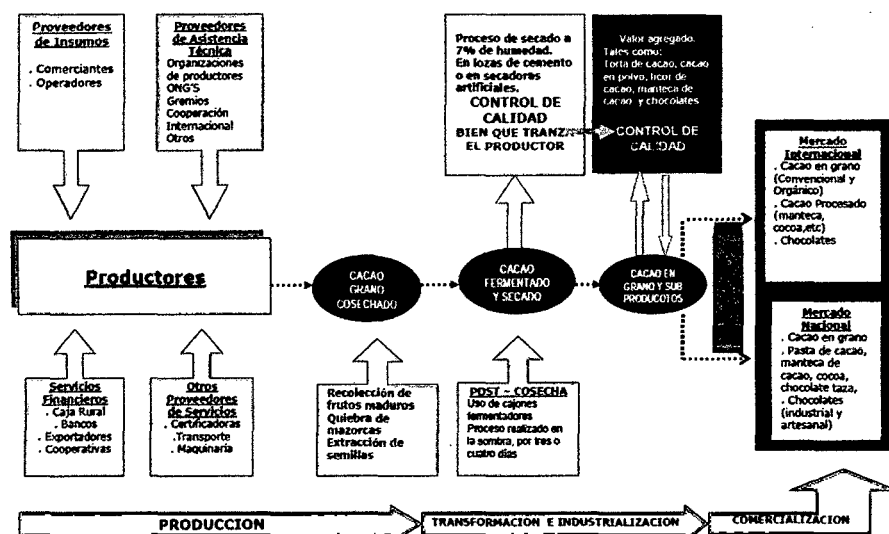 Proveedores
de Insumos
. Comerciantes
. Operadores
Proveedores
de Asistencia
Técnica
Organizaciones
de productores
ONG'S
Gremios
Cooperación
Internacional
Otros
Proceso de secado a
7% de humedad.
En lozas de cemento
o en secadoras
artificiales.
CONTROL DE
CALIDAD
BIEN QUE TRANZA
EL PRODUCTOR
Valor agregado.
Tales como:
Torta de cacao, cacao
en polvo, licor de
cacao, manteca de
cacao y chocolates
CONTROL DE
CALIDAD
Mercado
Internacional
. Cacao en grano
(Convencional y
Orgánico)
. Cacao Procesado
(manteca,
cocoa,etc)
. Chocolates
Productores
CACAO
GRANO
COSECHADO
CACAO
FERMENTADO
Y SECADO
CACAO EN
GRANO Y SUB
PRODUCOTOS
Mercado
Nacional
. Cacao en grano
. Pasta de cacao,
manteca de
cacao, cocoa,
chocolate taza,
. Chocolates
(industrial y
artesanal)
Servicios
Financieros
. Caja Rural
. Bancos
. Exportadores
. Cooperativas
Otros
Proveedores
de Servicios
. Certificadoras
. Transporte
. Maquinaria
Recolección de
frutos maduros
Quiebra de
mazorcas
Extracción de
semillas
POST - COSECHA
Uso de cajones
fermentadores
Proceso realizado en
la sombra, por tres o
cuatro días
PRODUCCION
TRANSFORMACION E INDUSTRIALIZACION
COMERCIALIZACION